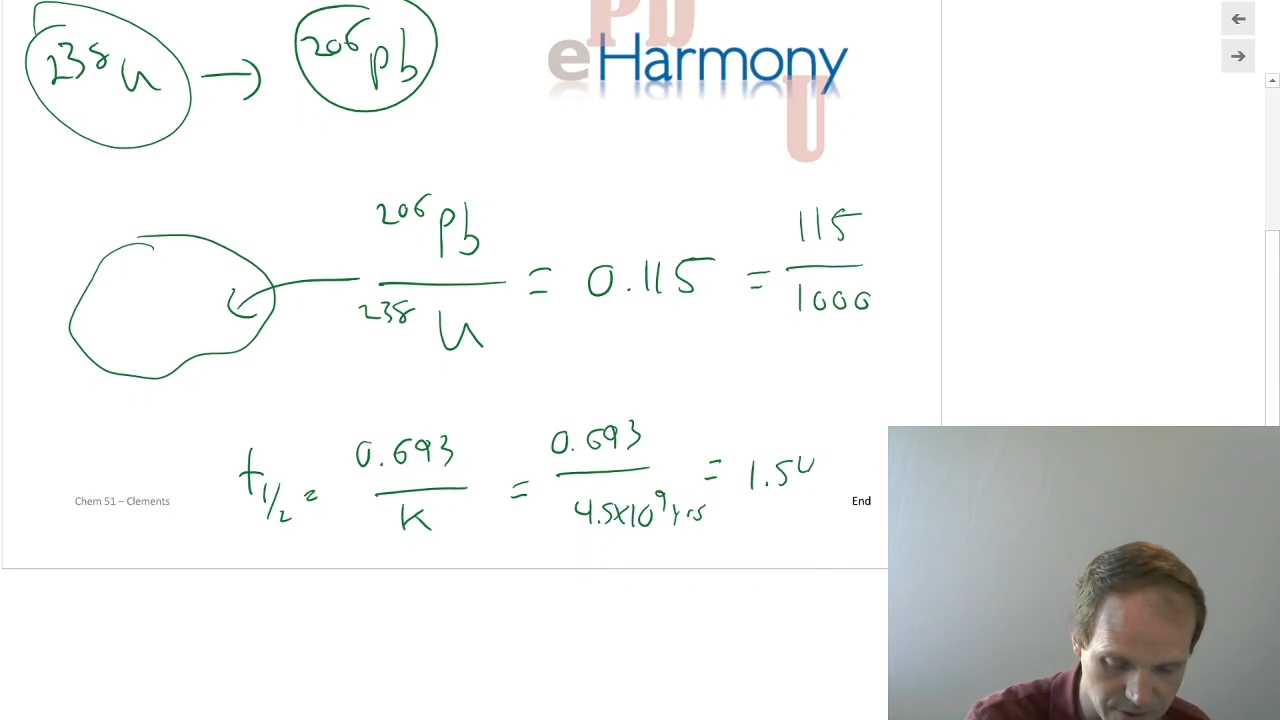 Pb
²³⁸U → ²⁰⁶Pb
eHarmony
U
²⁰⁶Pb / ²³⁸U = 0.115 = 115 / 1000
t₁/₂ = 0.693 / k = 0.693 / 4.5x10⁹ yrs = 1.54
Chem 51 – Clements
End